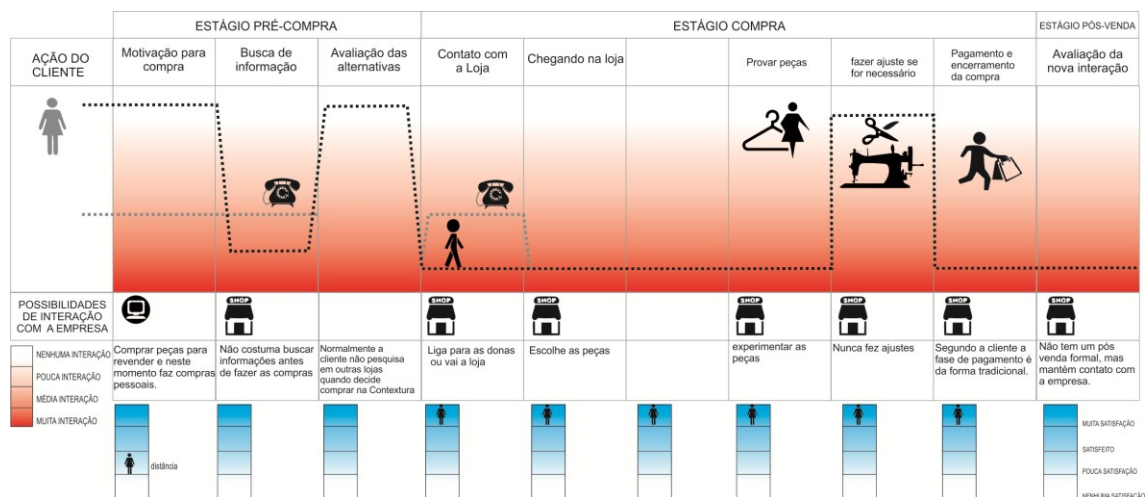 ESTÁGIO PRÉ-COMPRA
ESTÁGIO COMPRA
ESTÁGIO PÓS-VENDA
AÇÃO DO
CLIENTE
Motivação para
compra
Busca de
informação
Avaliação das
alternativas
Contato com
a Loja
Chegando na loja
Provar peças
fazer ajuste se
for necessário
Pagamento e
encerramento
da compra
Avaliação da
nova interação
POSSIBILIDADES
DE INTERAÇÃO
COM A EMPRESA
SHOP
SHOP
SHOP
SHOP
SHOP
SHOP
SHOP
NENHUMA INTERAÇÃO
POUCA INTERAÇÃO
MÉDIA INTERAÇÃO
MUITA INTERAÇÃO
Comprar peças para
revender e neste
momento faz compras
pessoais.
Não costuma buscar
informações antes
de fazer as compras
Normalmente a
cliente não pesquisa
em outras lojas
quando decide
comprar na Contextura
Liga para as donas
ou vai a loja
Escolhe as peças
experimentar as
peças
Nunca fez ajustes
Segundo a cliente a
fase de pagamento é
da forma tradicional.
Não tem um pós
venda formal, mas
mantém contato com
a empresa.
distância
MUITA SATISFAÇÃO
SATISFEITO
POUCA SATISFAÇÃO
NENHUMA SATISFAÇÃO